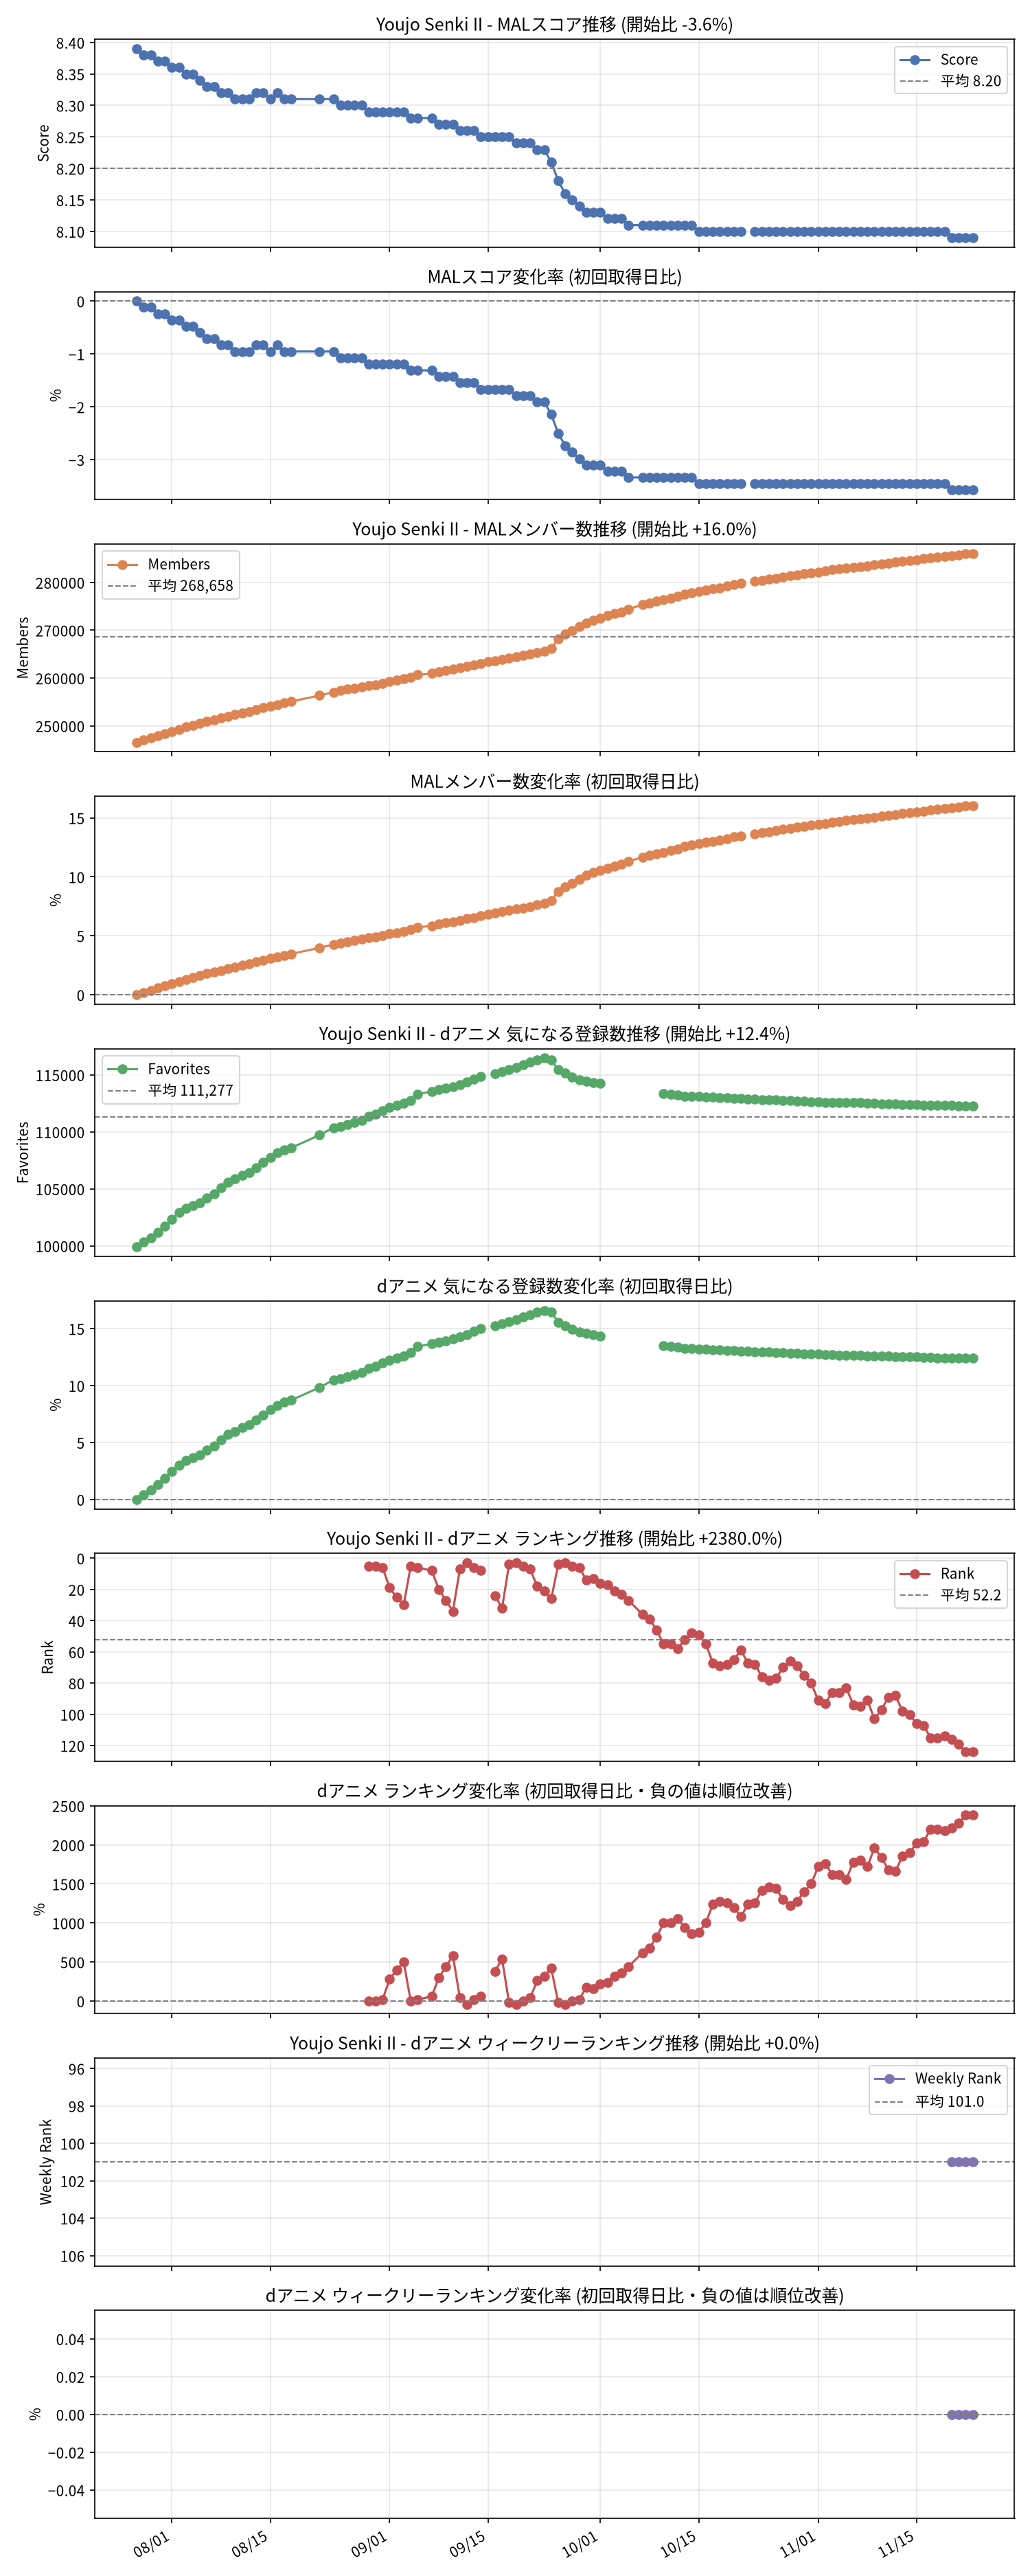 Youjo Senki II - MALスコア推移 (開始比 -3.6%)
8.40
8.35
8.30
8.25
8.20
8.15
8.10
Score
Score
平均 8.20
MALスコア変化率 (初回取得日比)
0
−1
−2
−3
%
Youjo Senki II - MALメンバー数推移 (開始比 +16.0%)
280000
270000
260000
250000
Members
Members
平均 268,658
MALメンバー数変化率 (初回取得日比)
15
10
5
0
%
Youjo Senki II - dアニメ 気になる登録数推移 (開始比 +12.4%)
115000
110000
105000
100000
Favorites
Favorites
平均 111,277
dアニメ 気になる登録数変化率 (初回取得日比)
15
10
5
0
%
Youjo Senki II - dアニメ ランキング推移 (開始比 +2380.0%)
0
20
40
60
80
100
120
Rank
Rank
平均 52.2
dアニメ ランキング変化率 (初回取得日比・負の値は順位改善)
2500
2000
1500
1000
500
0
%
Youjo Senki II - dアニメ ウィークリーランキング推移 (開始比 +0.0%)
96
98
100
102
104
106
Weekly Rank
Weekly Rank
平均 101.0
dアニメ ウィークリーランキング変化率 (初回取得日比・負の値は順位改善)
0.04
0.02
0.00
−0.02
−0.04
%
08/01
08/15
09/01
09/15
10/01
10/15
11/01
11/15